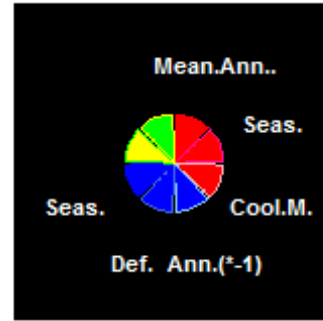 Mean.Ann..
Seas.
Seas.
Cool.M.
Def. Ann.(*-1)